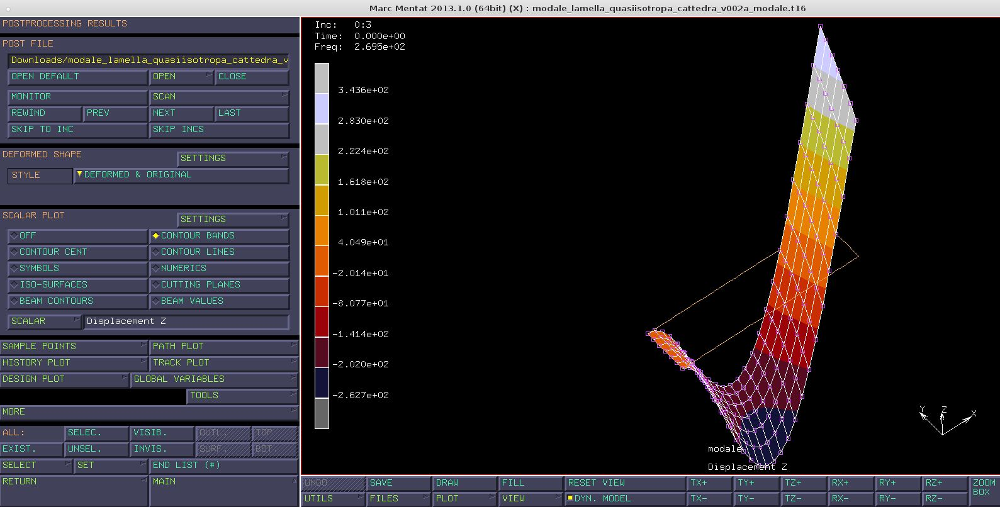 Marc Mentat 2013.1.0 (64bit) (X) : modale_lamella_quasiisotropa_cattedra_v002a_modale.t16
POSTPROCESSING RESULTS
POST FILE
Downloads/modale_lamella_quasiisotropa_cattedra_v
OPEN DEFAULT OPEN CLOSE
MONITOR SCAN
REWIND PREV NEXT LAST
SKIP TO INC SKIP INCS
DEFORMED SHAPE
SETTINGS
STYLE DEFORMED & ORIGINAL
SCALAR PLOT
SETTINGS
OFF CONTOUR BANDS
CONTOUR CENT CONTOUR LINES
SYMBOLS NUMERICS
ISO-SURFACES CUTTING PLANES
BEAM CONTOURS BEAM VALUES
SCALAR Displacement Z
SAMPLE POINTS PATH PLOT
HISTORY PLOT TRACK PLOT
DESIGN PLOT GLOBAL VARIABLES
TOOLS
MORE
ALL: SELEC. VISIB. OUTL. TOP
EXIST. UNSEL. INVIS. SURF. BOT
SELECT SET END LIST (#)
RETURN MAIN
Inc: 0:3
Time: 0.000e+00
Freq: 2.695e+02
3.436e+02
2.830e+02
2.224e+02
1.618e+02
1.011e+02
4.049e+01
-2.014e+01
-8.077e+01
-1.414e+02
-2.020e+02
-2.627e+02
modale
Displacement Z
Y Z X
UNDO SAVE DRAW FILL RESET VIEW TX+ TY+ TZ+ RX+ RY+ RZ+ ZOOM
BOX
UTILS FILES PLOT VIEW DYN. MODEL TX- TY- TZ- RX- RY- RZ-